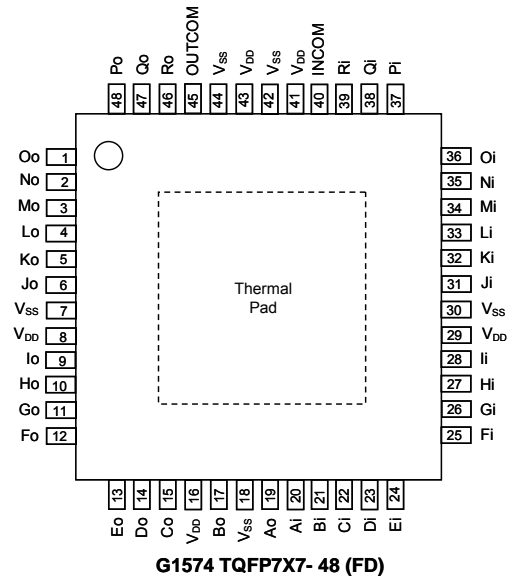 Po Qo Ro OUTCOM VSS VDD VSS VDD INCOM Ri Qi Pi
48 47 46 45 44 43 42 41 40 39 38 37
Oo 1 36 Oi
No 2 35 Ni
Mo 3 34 Mi
Lo 4 33 Li
Ko 5 32 Ki
Jo 6 31 Ji
VSS 7 30 VSS
VDD 8 29 VDD
Io 9 28 Ii
Ho 10 27 Hi
Go 11 26 Gi
Fo 12 25 Fi
Thermal
Pad
13 14 15 16 17 18 19 20 21 22 23 24
Eo Do Co VDD Bo VSS Ao Ai Bi Ci Di Ei
G1574 TQFP7X7- 48 (FD)